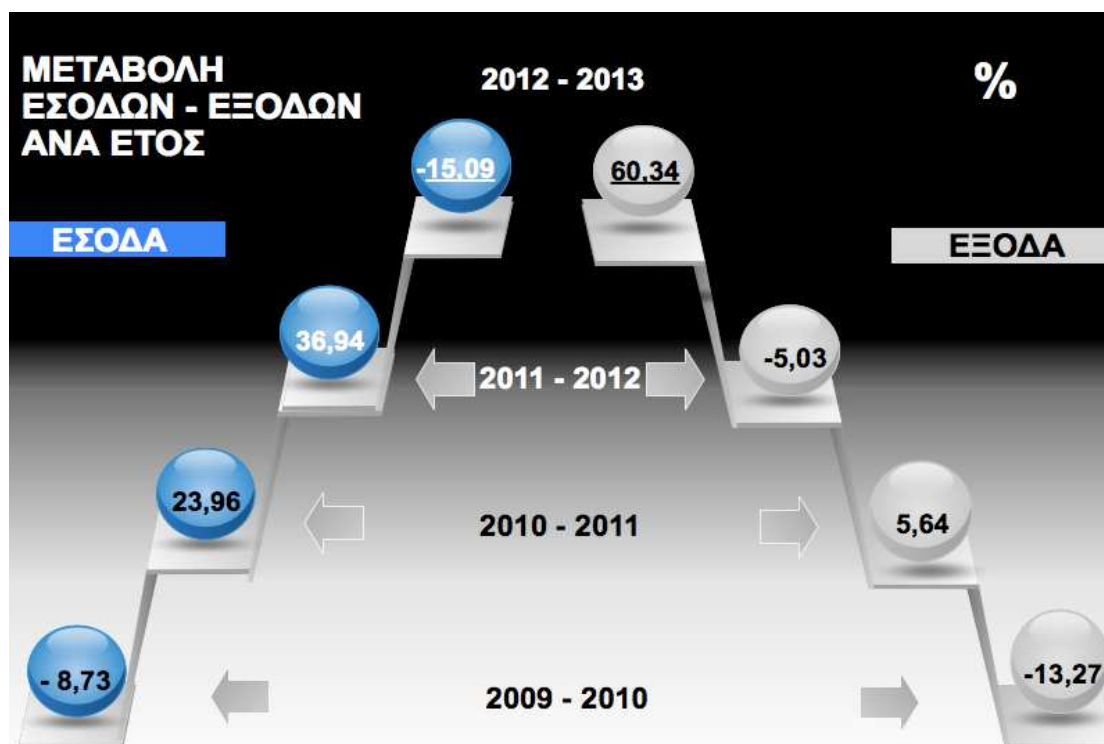 ΜΕΤΑΒΟΛΗ
ΕΣΟΔΩΝ - ΕΞΟΔΩΝ
ΑΝΑ ΕΤΟΣ
2012 - 2013
%
-15,09
60,34
ΕΣΟΔΑ
ΕΞΟΔΑ
36,94
2011 - 2012
-5,03
23,96
2010 - 2011
5,64
- 8,73
2009 - 2010
-13,27